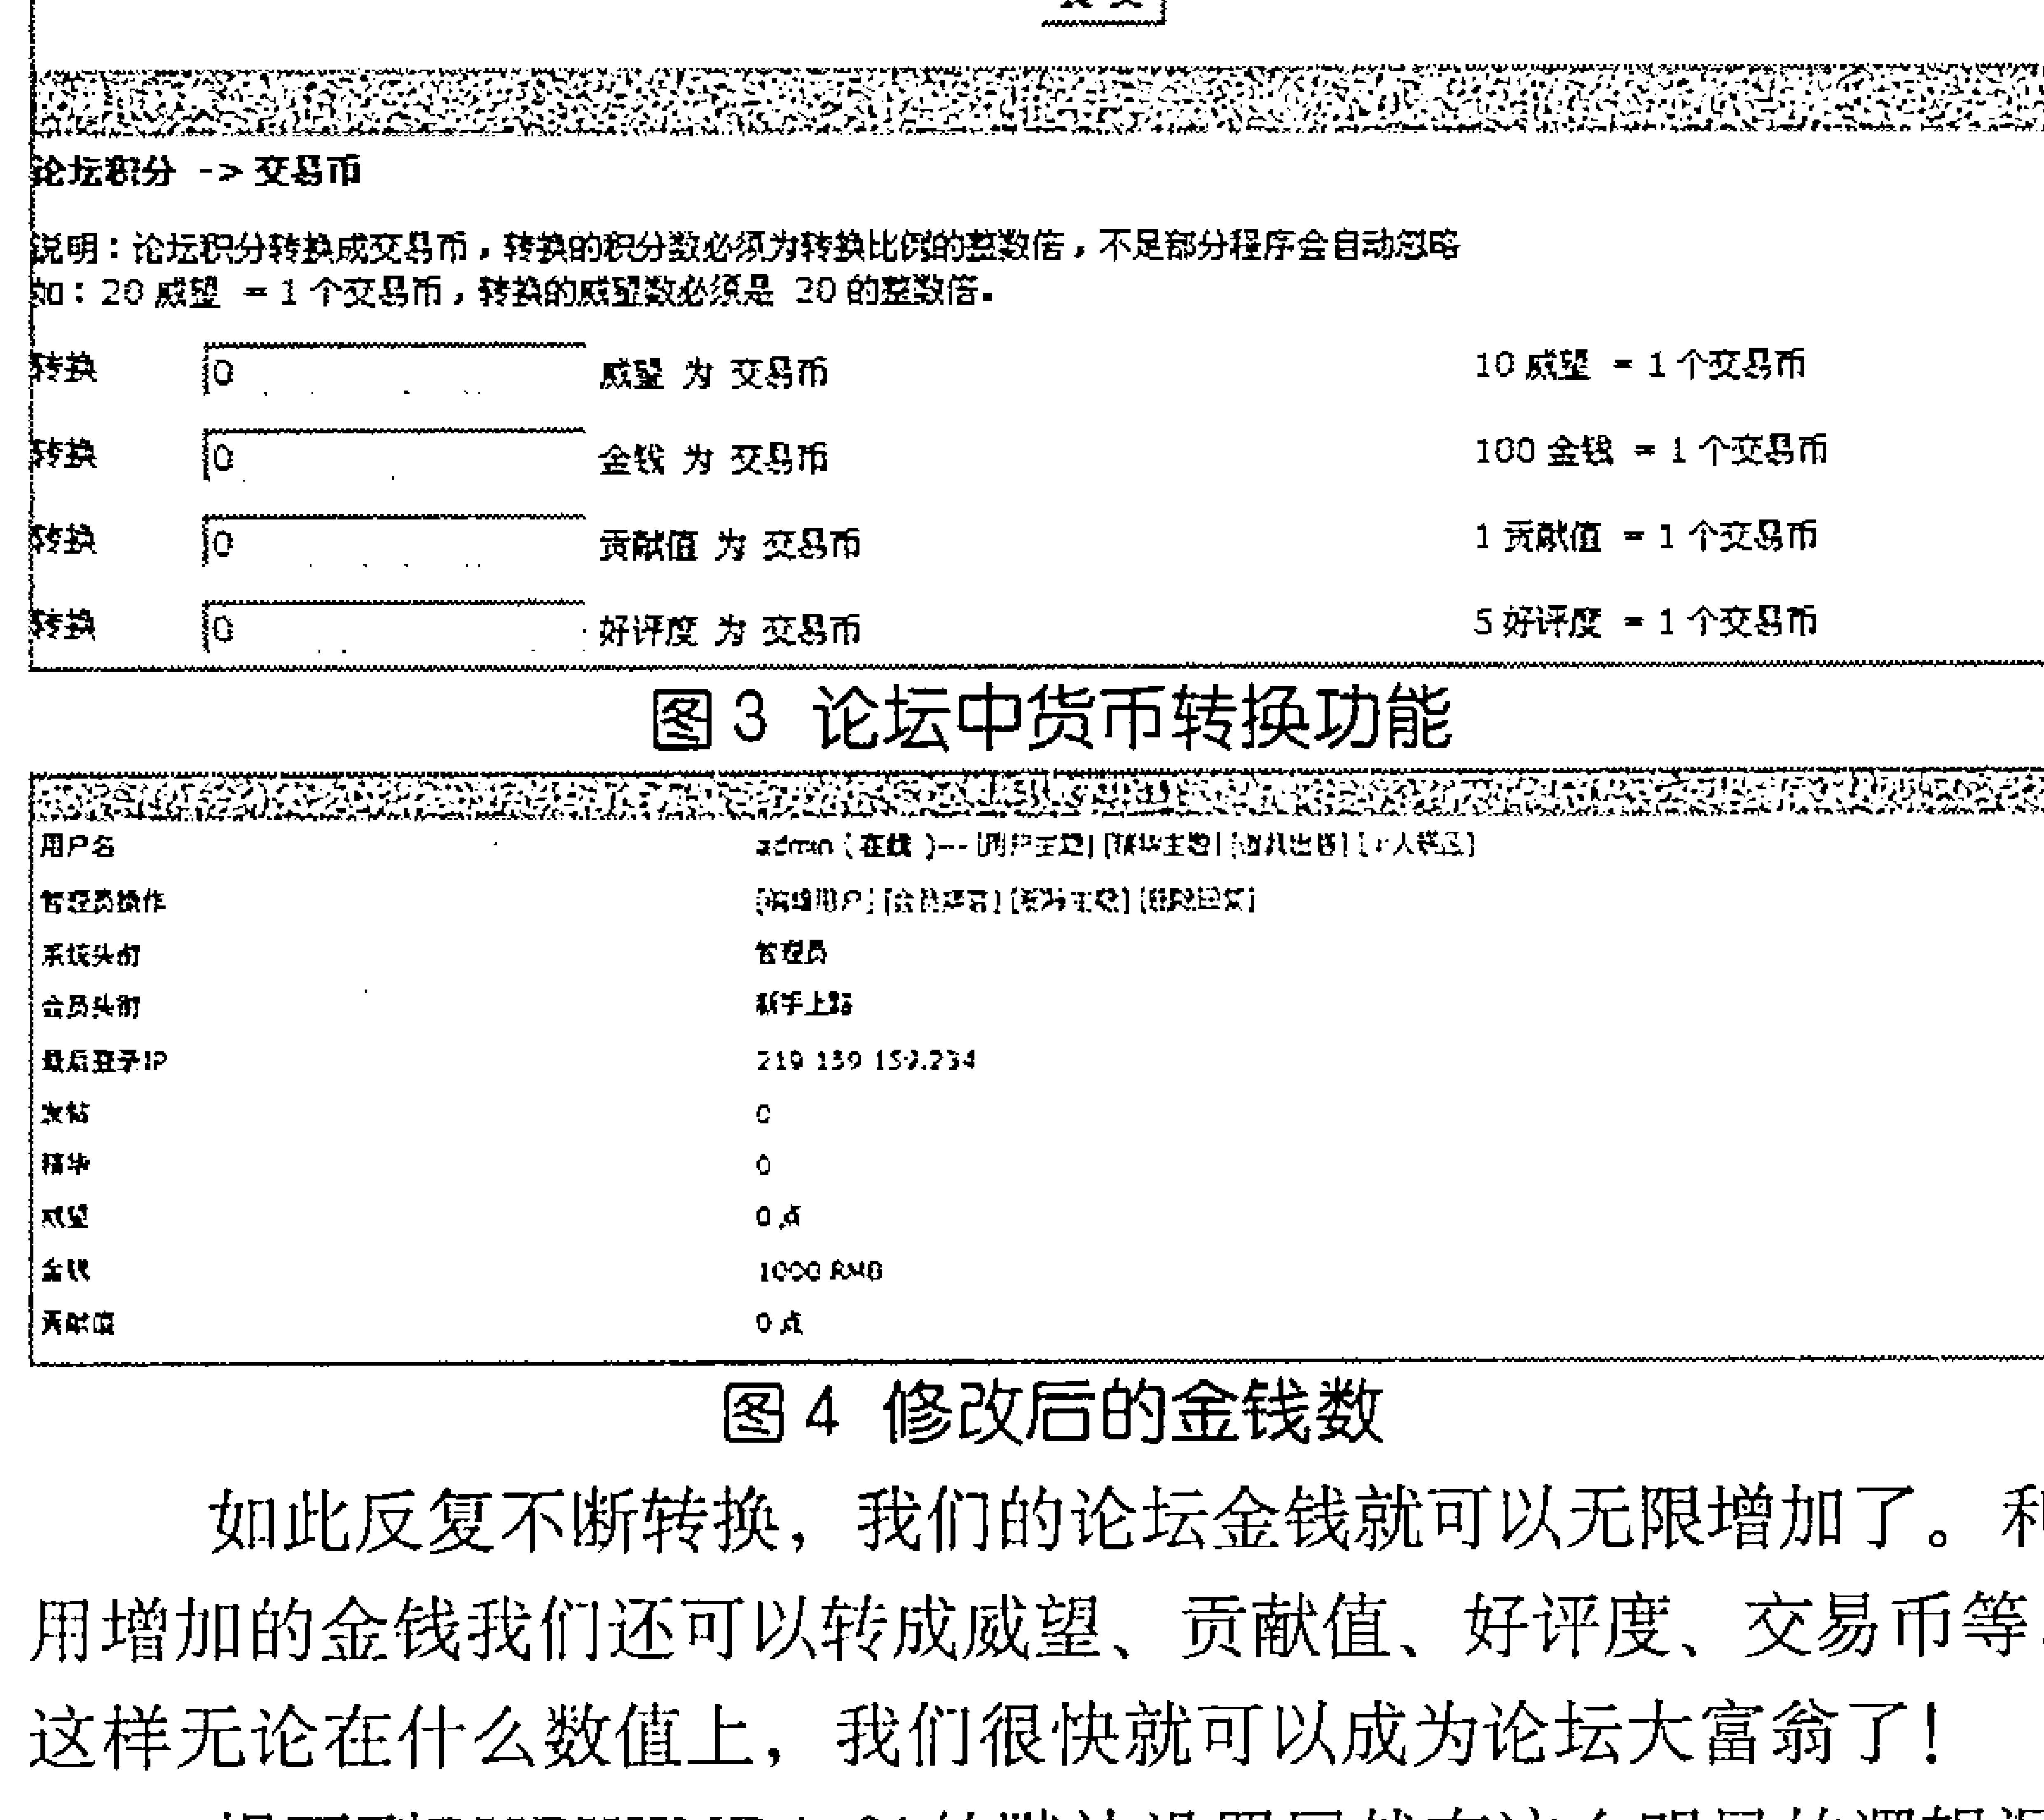 论坛积分 -> 交易币
说明：论坛积分转换成交易币，转换的积分数必须为转换比例的整数倍，不足部分程序会自动忽略
如：20 威望 = 1 个交易币，转换的威望数必须是 20 的整数倍。
转换 0 威望 为 交易币 10 威望 = 1 个交易币
转换 0 金钱 为 交易币 100 金钱 = 1 个交易币
转换 0 贡献值 为 交易币 1 贡献值 = 1 个交易币
转换 0 好评度 为 交易币 5 好评度 = 1 个交易币
图 3 论坛中货币转换功能
用户名 admin ( 在线 )--
管理员操作 [编辑用户]
系统头衔 管理员
会员头衔 新手上路
最后登录IP
发帖 0
精华 0
威望 0 点
金钱 1000 RMB
贡献值 0 点
图 4 修改后的金钱数
如此反复不断转换，我们的论坛金钱就可以无限增加了。利
用增加的金钱我们还可以转成威望、贡献值、好评度、交易币等
这样无论在什么数值上，我们很快就可以成为论坛大富翁了！